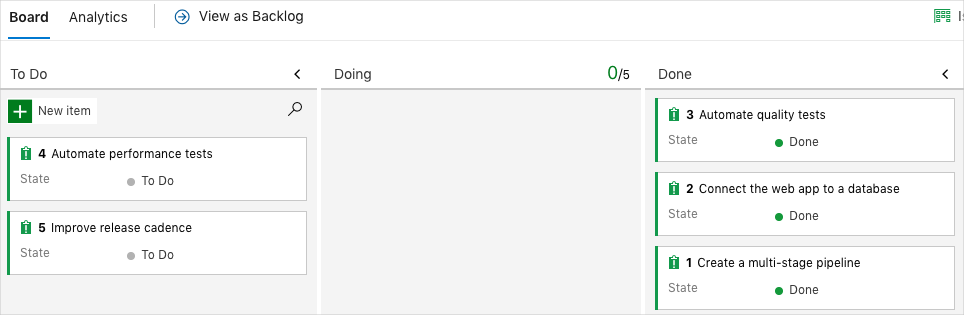 Board Analytics View as Backlog
To Do
Doing 0/5
Done
New item
4 Automate performance tests
State To Do
5 Improve release cadence
State To Do
3 Automate quality tests
State Done
2 Connect the web app to a database
State Done
1 Create a multi-stage pipeline
State Done